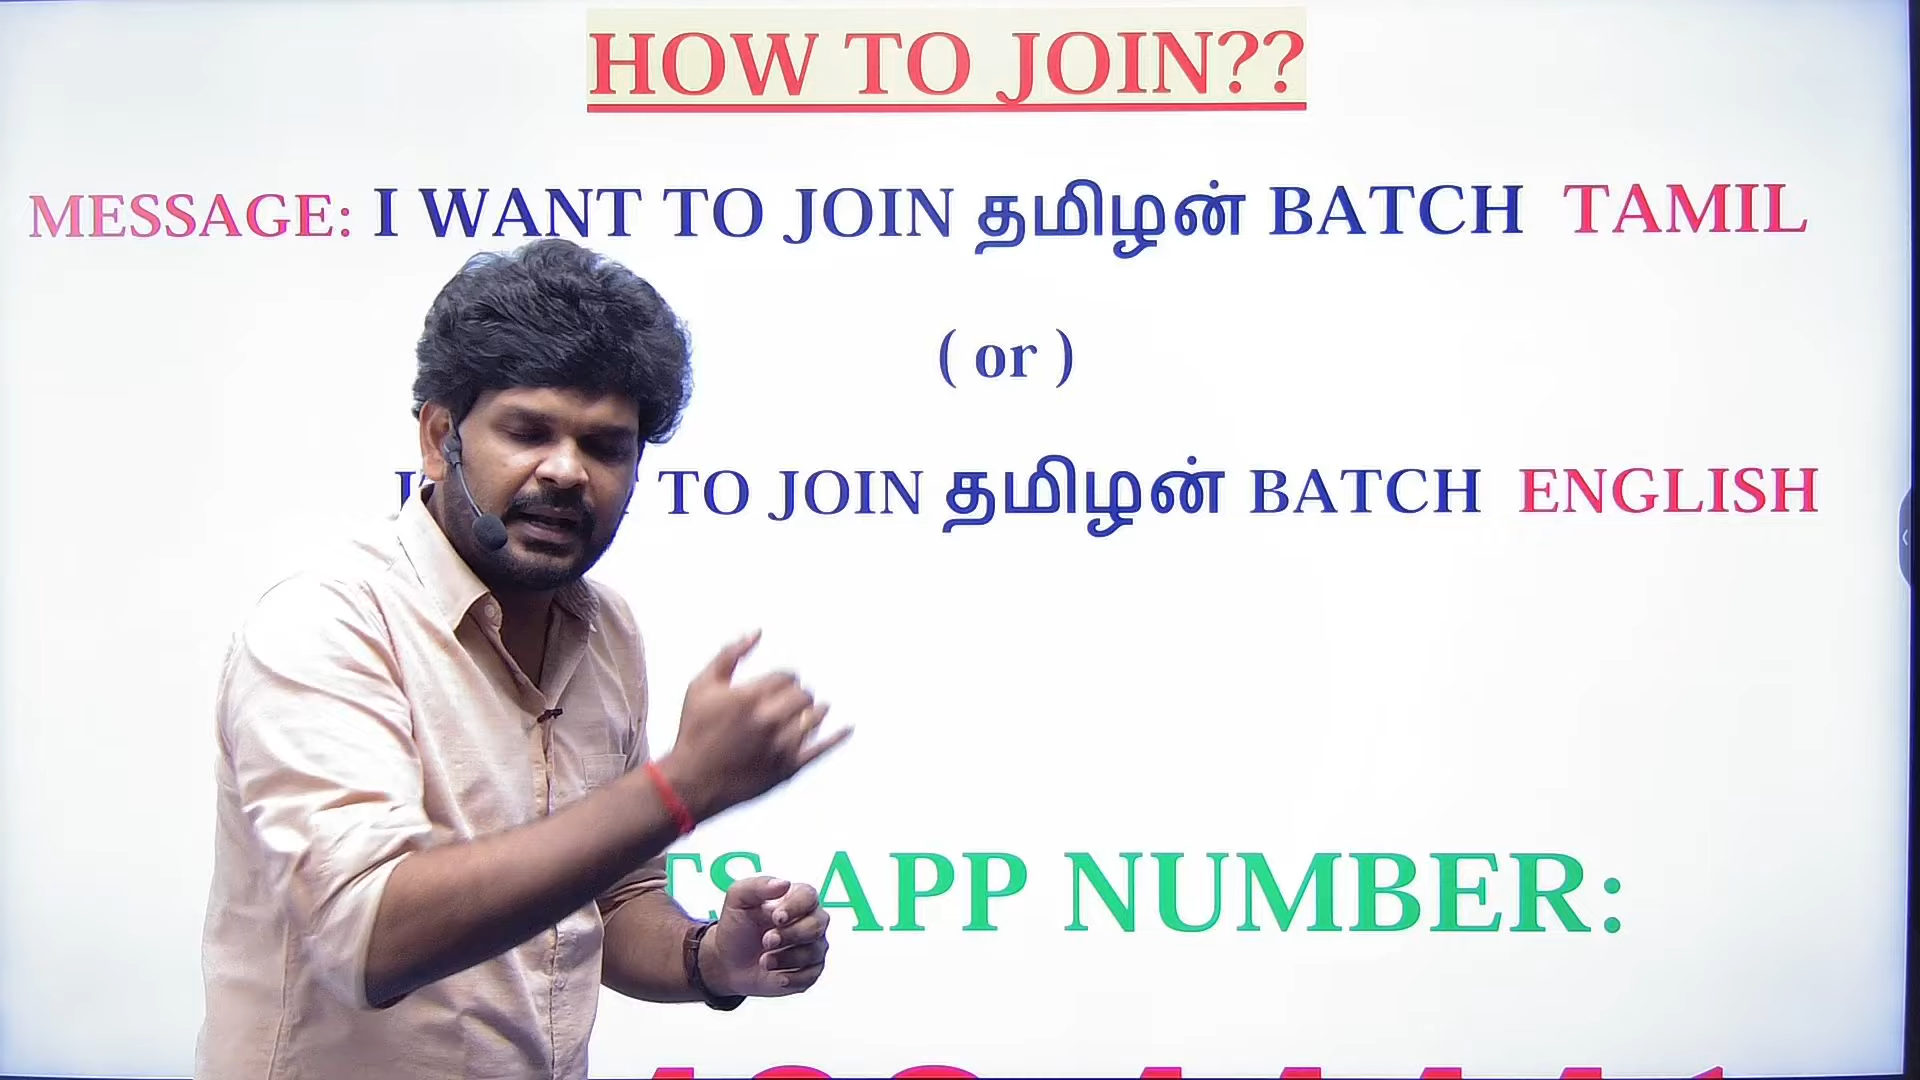 HOW TO JOIN??
MESSAGE: I WANT TO JOIN தமிழன் BATCH TAMIL
( or )
TO JOIN தமிழன் BATCH ENGLISH
APP NUMBER: